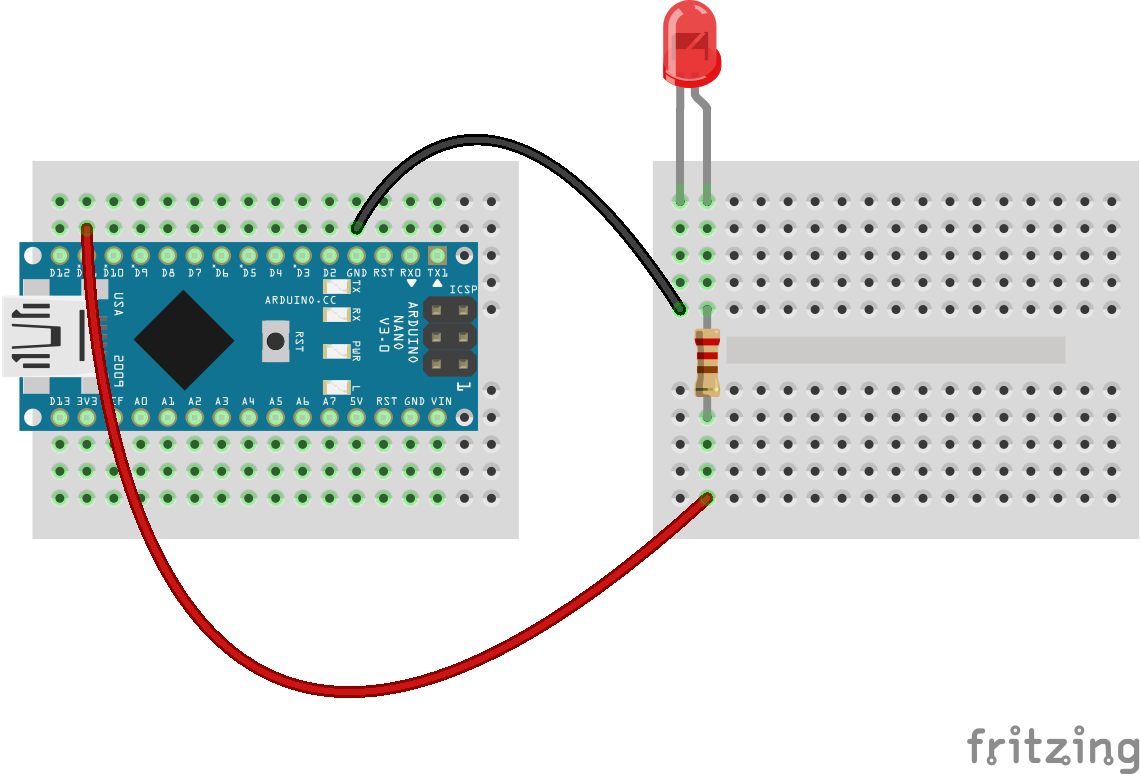 D12 D D10 D9 D8 D7 D6 D5 D4 D3 D2 GND RST RX0 TX1
TX
ICSP
USA
ARDUINO.CC
RX
RST
ARDUINO
NANO
V3.0
PWR
2009
L
1
D13 3V3 EF A0 A1 A2 A3 A4 A5 A6 A7 5V RST GND VIN
fritzing